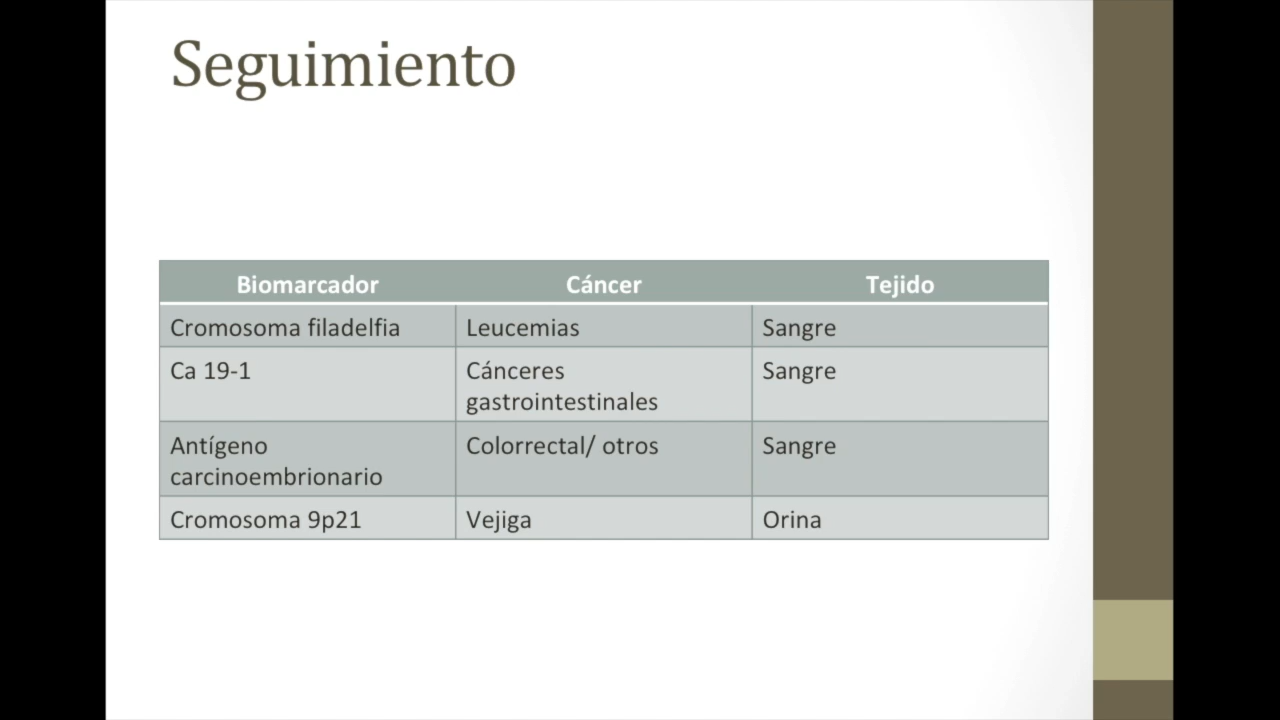 Seguimiento
Biomarcador Cáncer Tejido
Cromosoma filadelfia Leucemias Sangre
Ca 19-1 Cánceres gastrointestinales Sangre
Antígeno carcinoembrionario Colorrectal/ otros Sangre
Cromosoma 9p21 Vejiga Orina